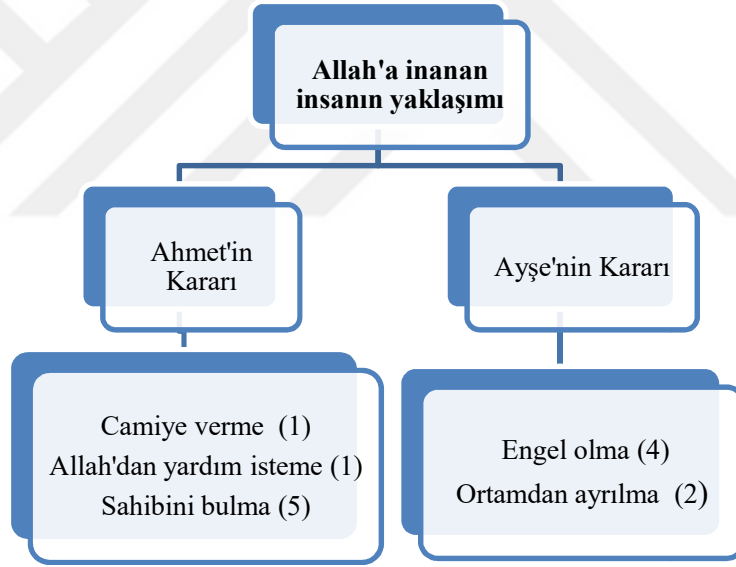 Allah'a inanan
insanın yaklaşımı
Ahmet'in
Kararı
Ayşe'nin Kararı
Camiye verme (1)
Allah'dan yardım isteme (1)
Sahibini bulma (5)
Engel olma (4)
Ortamdan ayrılma (2)